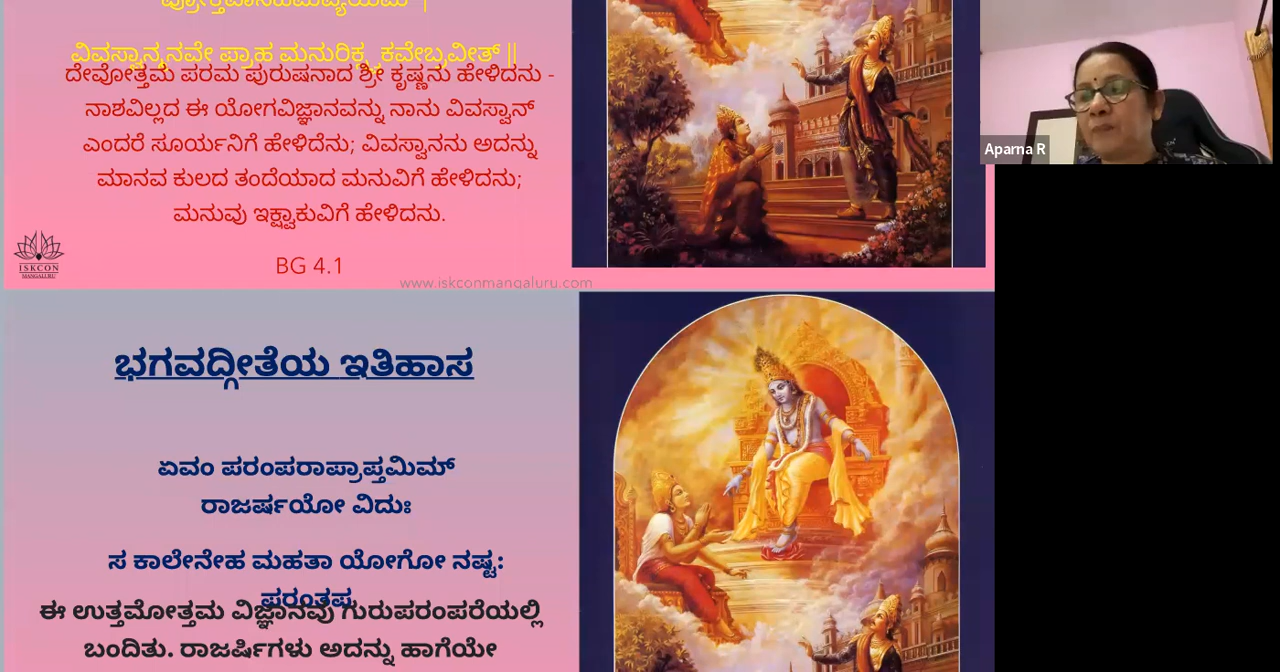 ವಿವಸ್ವಾನ್ಮನವೇ ಪ್ರಾಹ ಮನುರಿಕ್ಷ್ವಾಕವೇಬ್ರವೀತ್ ||
ದೇವೋತ್ತಮ ಪರಮ ಪುರುಷನಾದ ಶ್ರೀ ಕೃಷ್ಣನು ಹೇಳಿದನು -
ನಾಶವಿಲ್ಲದ ಈ ಯೋಗವಿಜ್ಞಾನವನ್ನು ನಾನು ವಿವಸ್ವಾನ್
ಎಂದರೆ ಸೂರ್ಯನಿಗೆ ಹೇಳಿದೆನು; ವಿವಸ್ವಾನನು ಅದನ್ನು
ಮಾನವ ಕುಲದ ತಂದೆಯಾದ ಮನುವಿಗೆ ಹೇಳಿದನು;
ಮನುವು ಇಕ್ಷ್ವಾಕುವಿಗೆ ಹೇಳಿದನು.
BG 4.1
ISKCON
MANGALURU
www.iskconmangaluru.com
Aparna R
ಭಗವದ್ಗೀತೆಯ ಇತಿಹಾಸ
ಏವಂ ಪರಂಪರಾಪ್ರಾಪ್ತಮಿಮ್
ರಾಜರ್ಷಯೋ ವಿದುಃ
ಸ ಕಾಲೇನೇಹ ಮಹತಾ ಯೋಗೋ ನಷ್ಟ:
ಪರಂತಪ
ಈ ಉತ್ತಮೋತ್ತಮ ವಿಜ್ಞಾನವು ಗುರುಪರಂಪರೆಯಲ್ಲಿ
ಬಂದಿತು. ರಾಜರ್ಷಿಗಳು ಅದನ್ನು ಹಾಗೆಯೇ